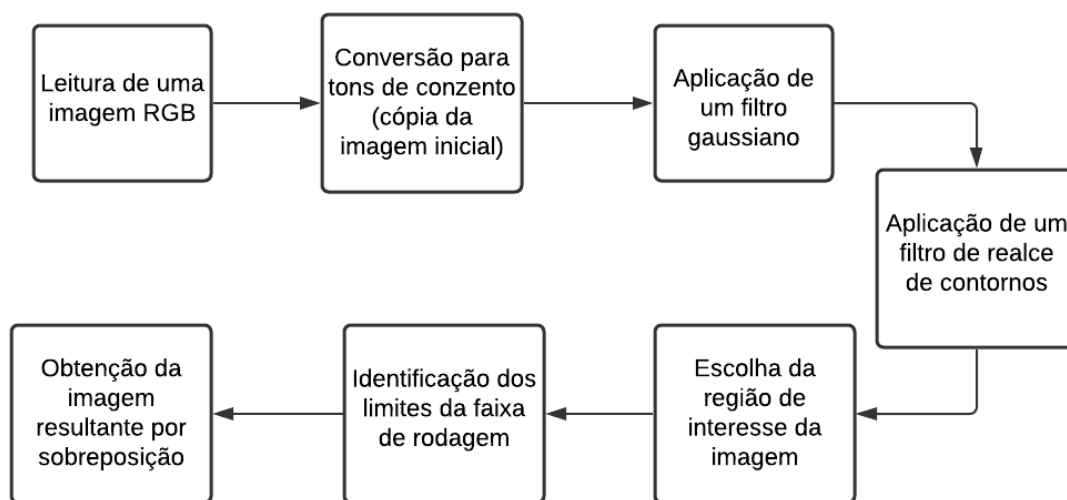 Leitura de uma
imagem RGB
Conversão para
tons de conzento
(cópia da
imagem inicial)
Aplicação de
um filtro
gaussiano
Aplicação de um
filtro de realce
de contornos
Escolha da
região de
interesse da
imagem
Identificação dos
limites da faixa
de rodagem
Obtenção da
imagem
resultante por
sobreposição